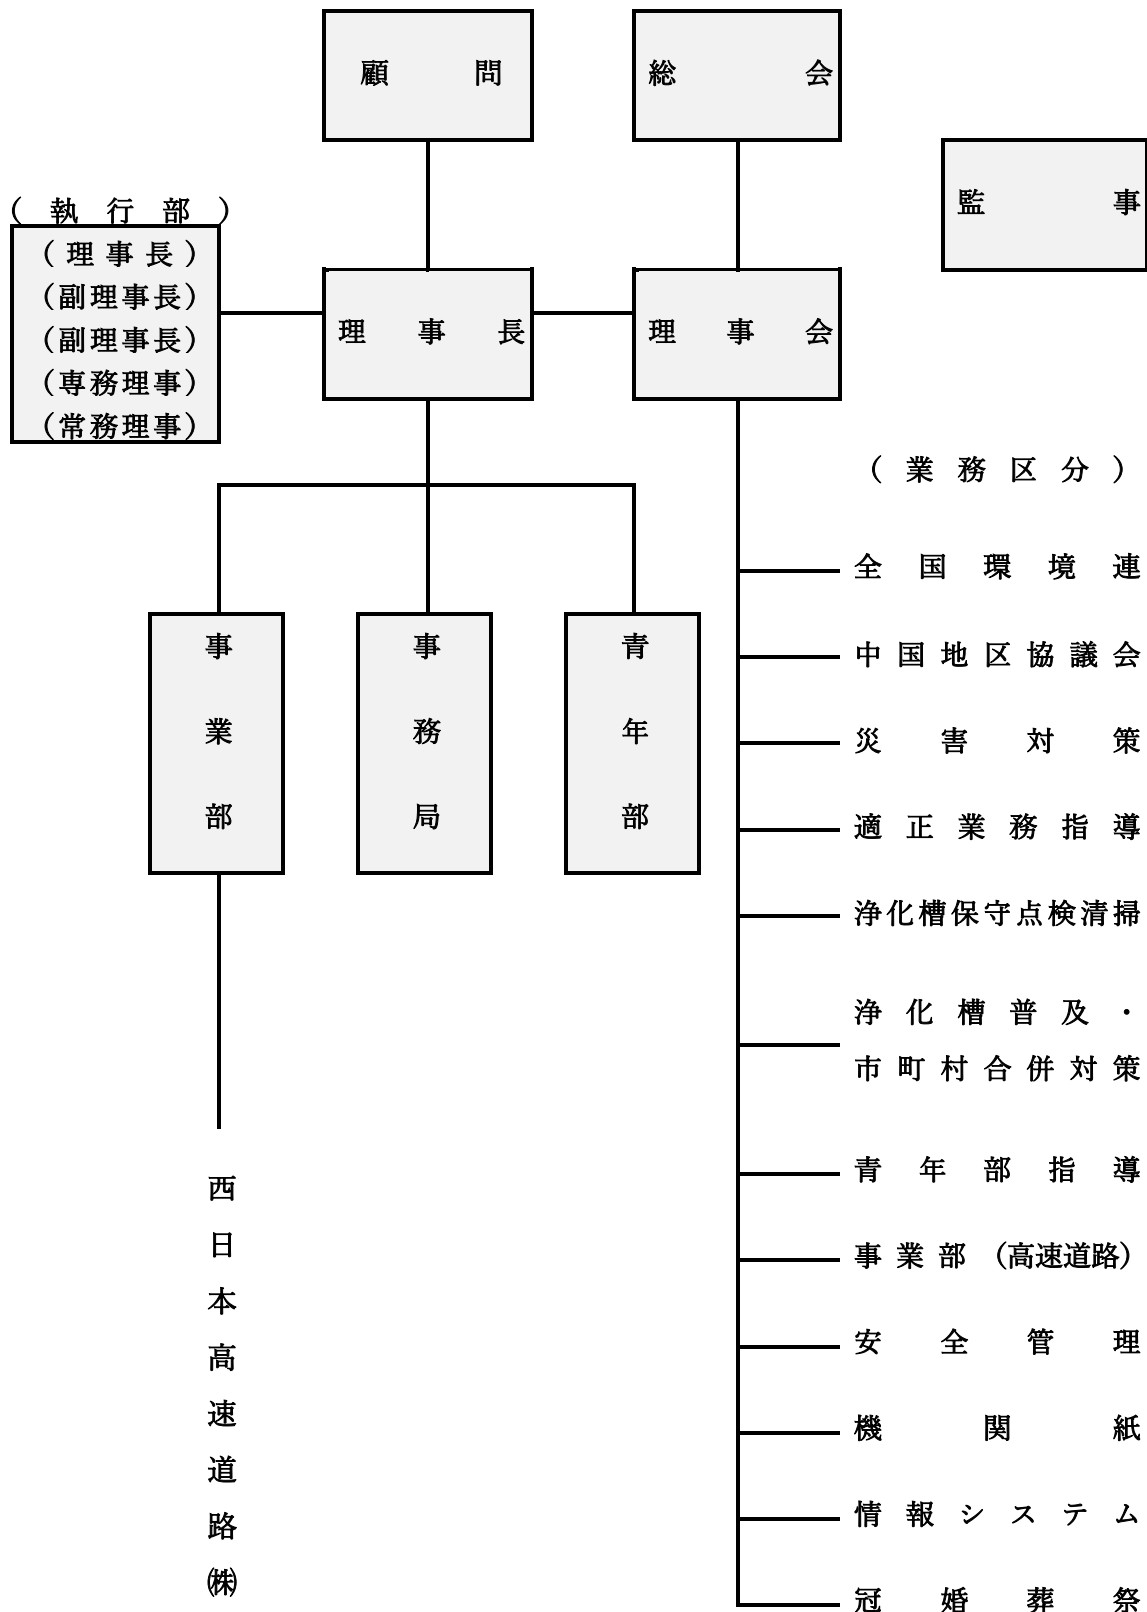 顧問
総会
監事
(執行部)
(理事長)
(副理事長)
(副理事長)
(専務理事)
(常務理事)
理事長
理事会
(業務区分)
全国環境連
中国地区協議会
災害対策
適正業務指導
浄化槽保守点検清掃
浄化槽普及・
市町村合併対策
青年部指導
事業部(高速道路)
安全管理
機関紙
情報システム
冠婚葬祭
事業部
事務局
青年部
西日本高速道路㈱